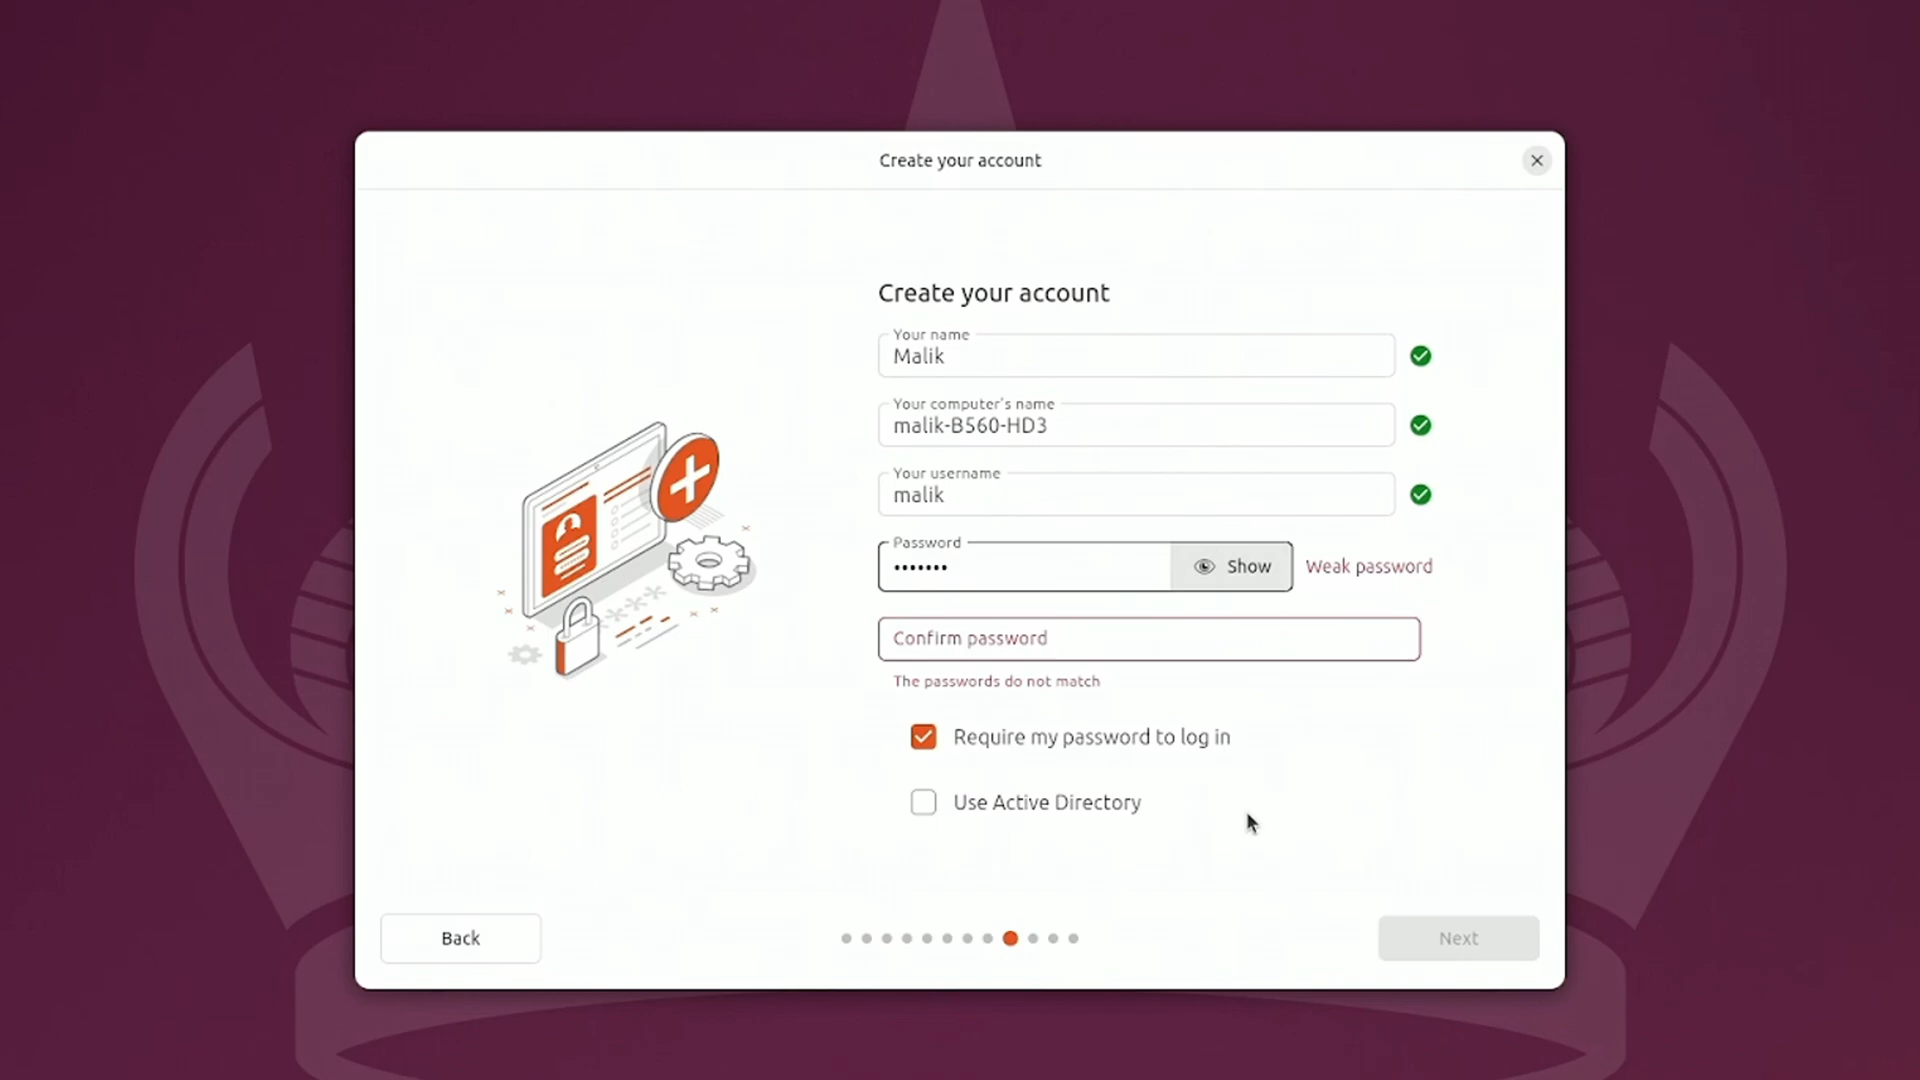 Create your account
Create your account
Your name
Malik
Your computer's name
malik-B560-HD3
Your username
malik
Password
•••••••
Show
Weak password
Confirm password
The passwords do not match
Require my password to log in
Use Active Directory
Back
Next